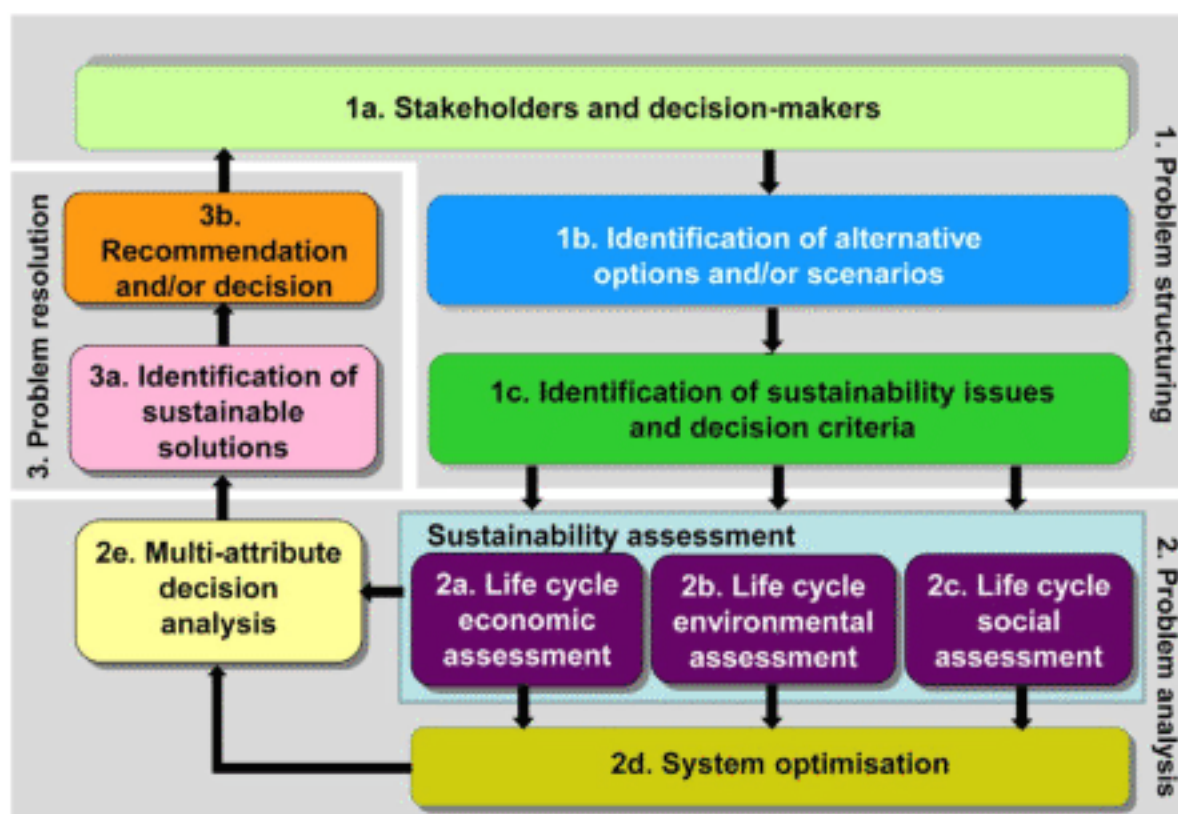 1a. Stakeholders and decision-makers
1. Problem structuring
1b. Identification of alternative
options and/or scenarios
1c. Identification of sustainability issues
and decision criteria
Sustainability assessment
2a. Life cycle
economic
assessment
2b. Life cycle
environmental
assessment
2c. Life cycle
social
assessment
2. Problem analysis
2d. System optimisation
2e. Multi-attribute
decision
analysis
3. Problem resolution
3a. Identification of
sustainable
solutions
3b.
Recommendation
and/or decision